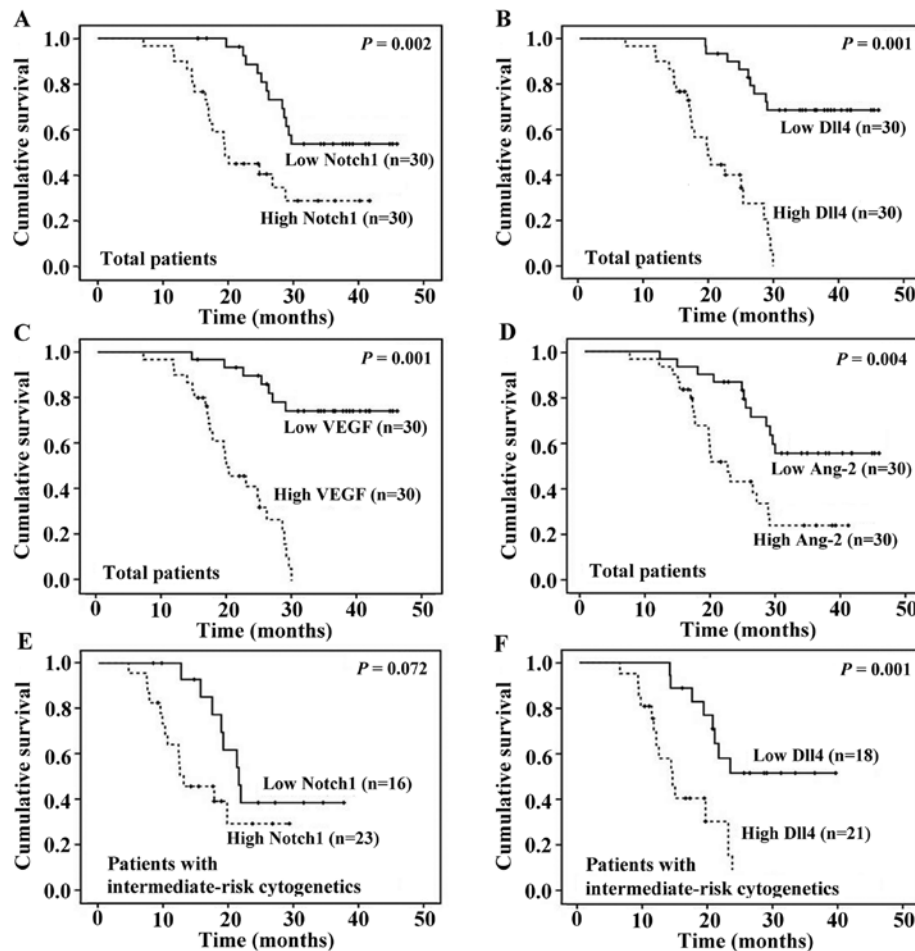 A
P = 0.002
Cumulative survival
1.0
0.8
0.6
0.4
0.2
0.0
Low Notch1 (n=30)
High Notch1 (n=30)
Total patients
0 10 20 30 40 50
Time (months)
B
P = 0.001
Cumulative survival
1.0
0.8
0.6
0.4
0.2
0.0
Low Dll4 (n=30)
High Dll4 (n=30)
Total patients
0 10 20 30 40 50
Time (months)
C
P = 0.001
Cumulative survival
1.0
0.8
0.6
0.4
0.2
0.0
Low VEGF (n=30)
High VEGF (n=30)
Total patients
0 10 20 30 40 50
Time (months)
D
P = 0.004
Cumulative survival
1.0
0.8
0.6
0.4
0.2
0.0
Low Ang-2 (n=30)
High Ang-2 (n=30)
Total patients
0 10 20 30 40 50
Time (months)
E
P = 0.072
Cumulative survival
1.0
0.8
0.6
0.4
0.2
0.0
Low Notch1 (n=16)
High Notch1 (n=23)
Patients with
intermediate-risk cytogenetics
0 10 20 30 40 50
Time (months)
F
P = 0.001
Cumulative survival
1.0
0.8
0.6
0.4
0.2
0.0
Low Dll4 (n=18)
High Dll4 (n=21)
Patients with
intermediate-risk cytogenetics
0 10 20 30 40 50
Time (months)